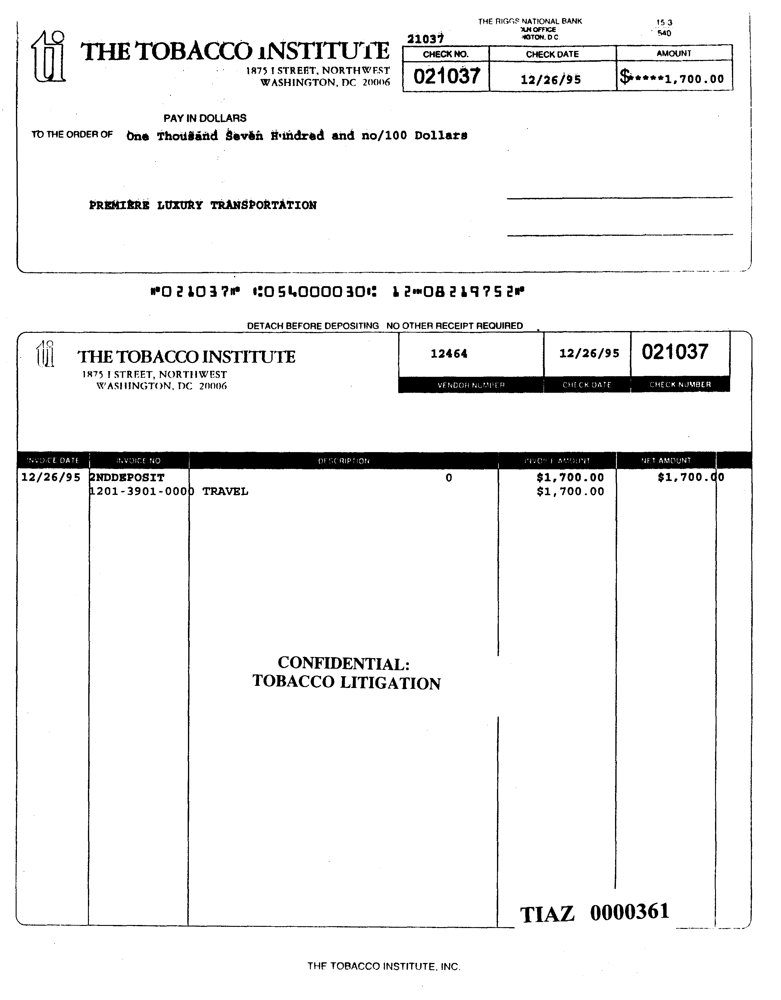 THE RIGGS NATIONAL BANK
15 3
540
ti THE TOBACCO INSTITUTE
1875 I STREET, NORTHWEST
WASHINGTON, DC 20006
21037
CHECK NO. CHECK DATE AMOUNT
021037 12/26/95 $*****1,700.00
PAY IN DOLLARS
TO THE ORDER OF One Thousand Seven Hundred and no/100 Dollars
PREMIERE LUXURY TRANSPORTATION
⑈021037⑈ ⑆054000030⑆ 12⑉08219752⑈
DETACH BEFORE DEPOSITING NO OTHER RECEIPT REQUIRED
ti THE TOBACCO INSTITUTE
1875 I STREET, NORTHWEST
WASHINGTON, DC 20006
12464 12/26/95 021037
VENDOR NUMBER CHECK DATE CHECK NUMBER
INVOICE DATE INVOICE NO DESCRIPTION INVOICE AMOUNT NET AMOUNT
12/26/95 2NDDEPOSIT 0 $1,700.00 $1,700.00
1201-3901-0000 TRAVEL $1,700.00
CONFIDENTIAL:
TOBACCO LITIGATION
TIAZ 0000361
THE TOBACCO INSTITUTE, INC.